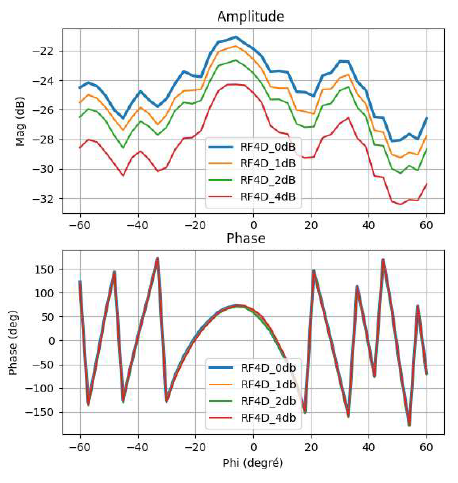 Amplitude
Mag (dB)
−22
−24
−26
−28
−30
−32
RF4D_0dB
RF4D_1dB
RF4D_2dB
RF4D_4dB
−60 −40 −20 0 20 40 60
Phase
Phase (deg)
150
100
50
0
−50
−100
−150
RF4D_0db
RF4D_1db
RF4D_2db
RF4D_4db
−60 −40 −20 0 20 40 60
Phi (degré)